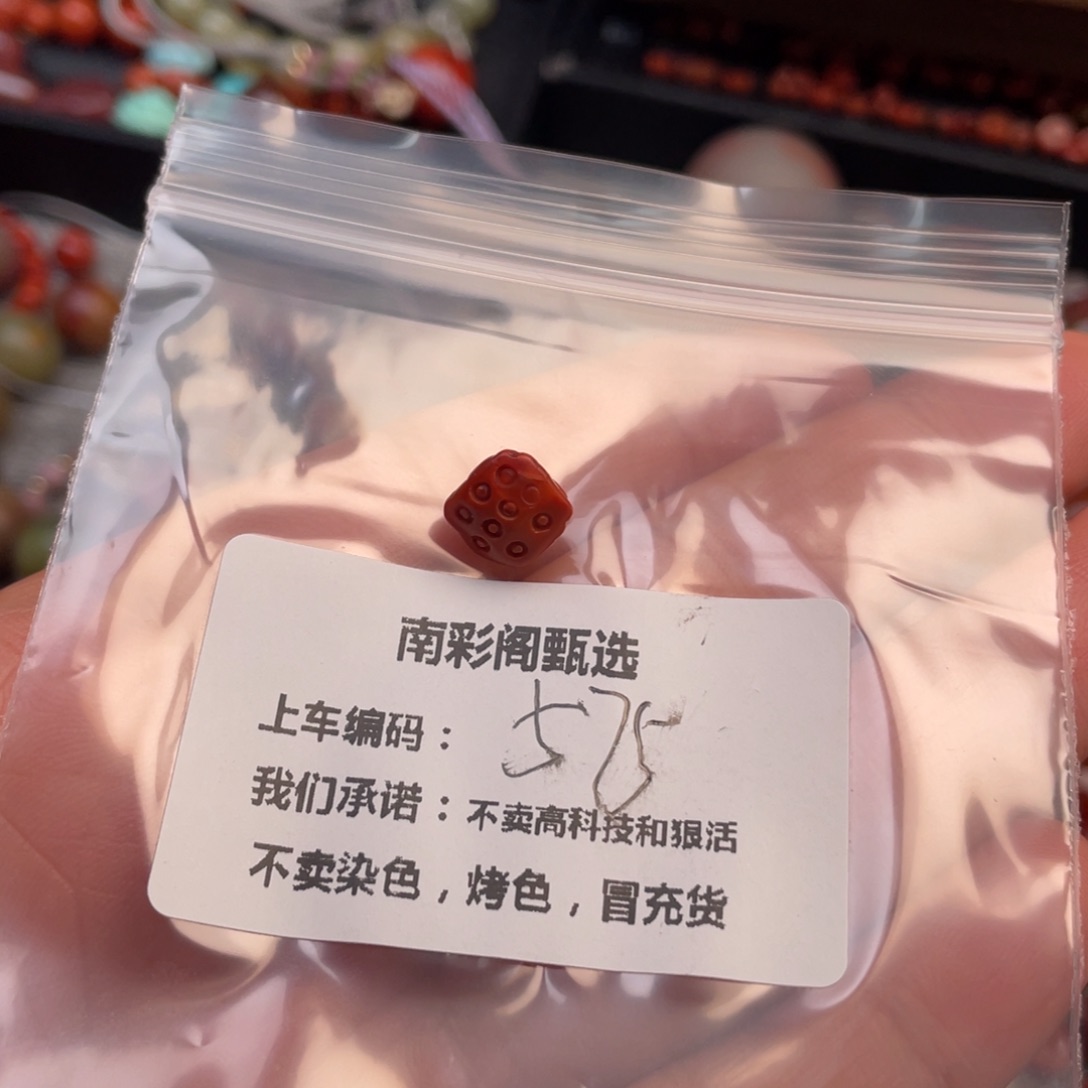 南彩阁甄选
上车编码：575
我们承诺：不卖高科技和狠活
不卖染色，烤色，冒充货